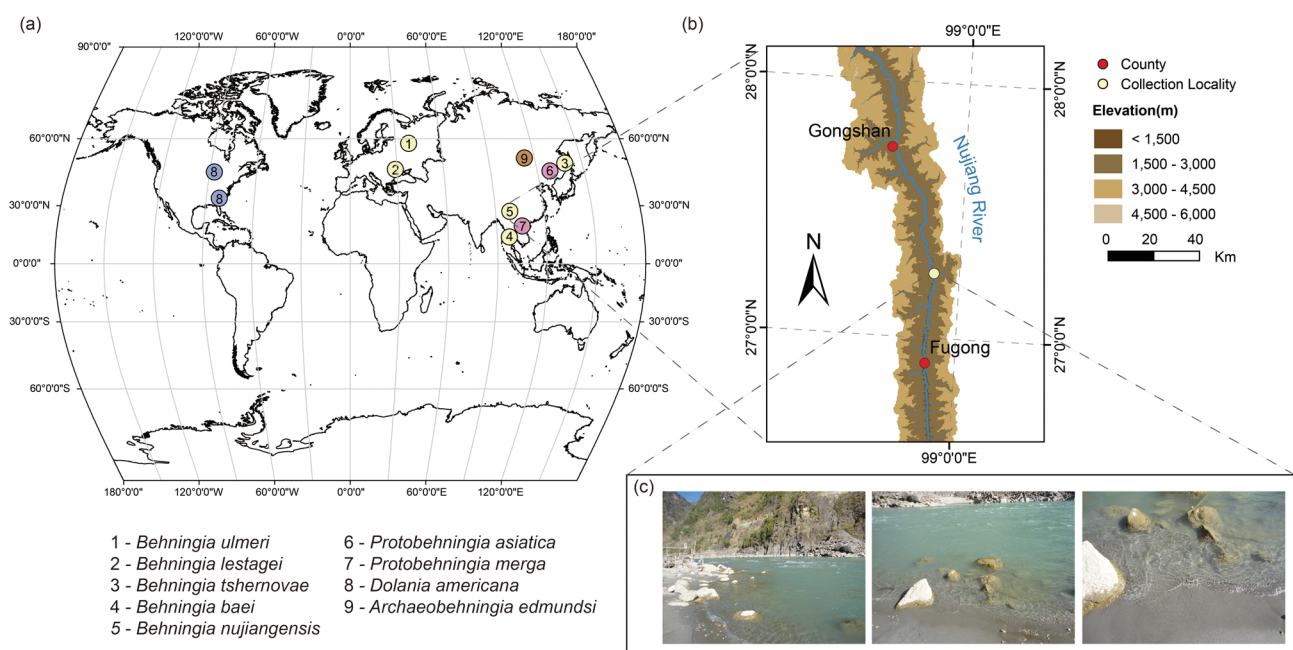 (a)
120°0'0"W 60°0'0"W 0°0'0" 60°0'0"E 120°0'0"E 180°0'0"
90°0'0"
60°0'0"N 60°0'0"N
30°0'0"N 30°0'0"N
0°0'0" 0°0'0"
30°0'0"S 30°0'0"S
60°0'0"S 60°0'0"S
180°0'0" 120°0'0"W 60°0'0"W 0°0'0" 60°0'0"E 120°0'0"E
1
2
3
4
5
6
7
8
8
9
1 - Behningia ulmeri
2 - Behningia lestagei
3 - Behningia tshernovae
4 - Behningia baei
5 - Behningia nujiangensis
6 - Protobehningia asiatica
7 - Protobehningia merga
8 - Dolania americana
9 - Archaeobehningia edmundsi
(b)
99°0'0"E
28°0'0"N 28°0'0"N
Gongshan
Nujiang River
N
27°0'0"N 27°0'0"N
Fugong
99°0'0"E
County
Collection Locality
Elevation(m)
< 1,500
1,500 - 3,000
3,000 - 4,500
4,500 - 6,000
0 20 40 Km
(c)